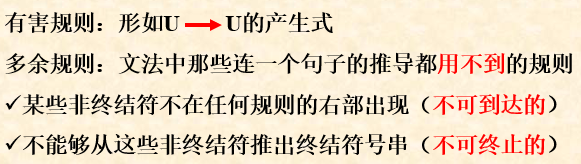 有害规则：形如U→U的产生式
多余规则：文法中那些连一个句子的推导都用不到的规则
✓某些非终结符不在任何规则的右部出现（不可到达的）
✓不能够从这些非终结符推出终结符号串（不可终止的）